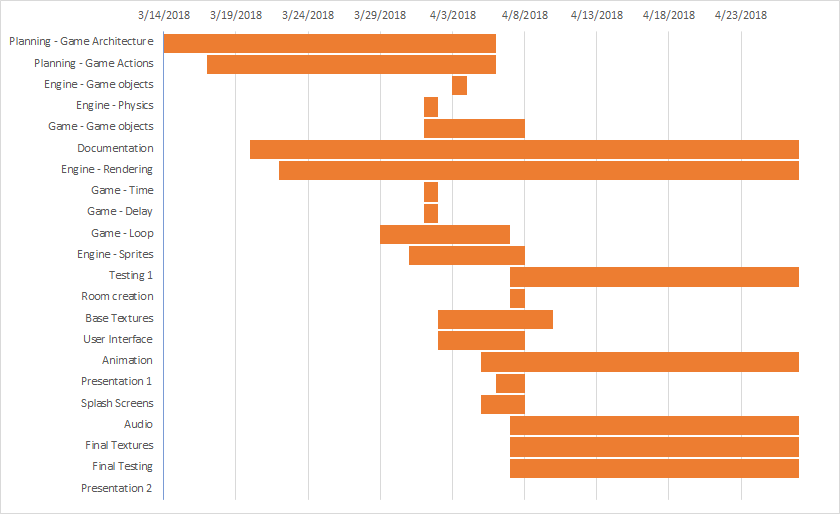 3/14/2018 3/19/2018 3/24/2018 3/29/2018 4/3/2018 4/8/2018 4/13/2018 4/18/2018 4/23/2018
Planning - Game Architecture
Planning - Game Actions
Engine - Game objects
Engine - Physics
Game - Game objects
Documentation
Engine - Rendering
Game - Time
Game - Delay
Game - Loop
Engine - Sprites
Testing 1
Room creation
Base Textures
User Interface
Animation
Presentation 1
Splash Screens
Audio
Final Textures
Final Testing
Presentation 2